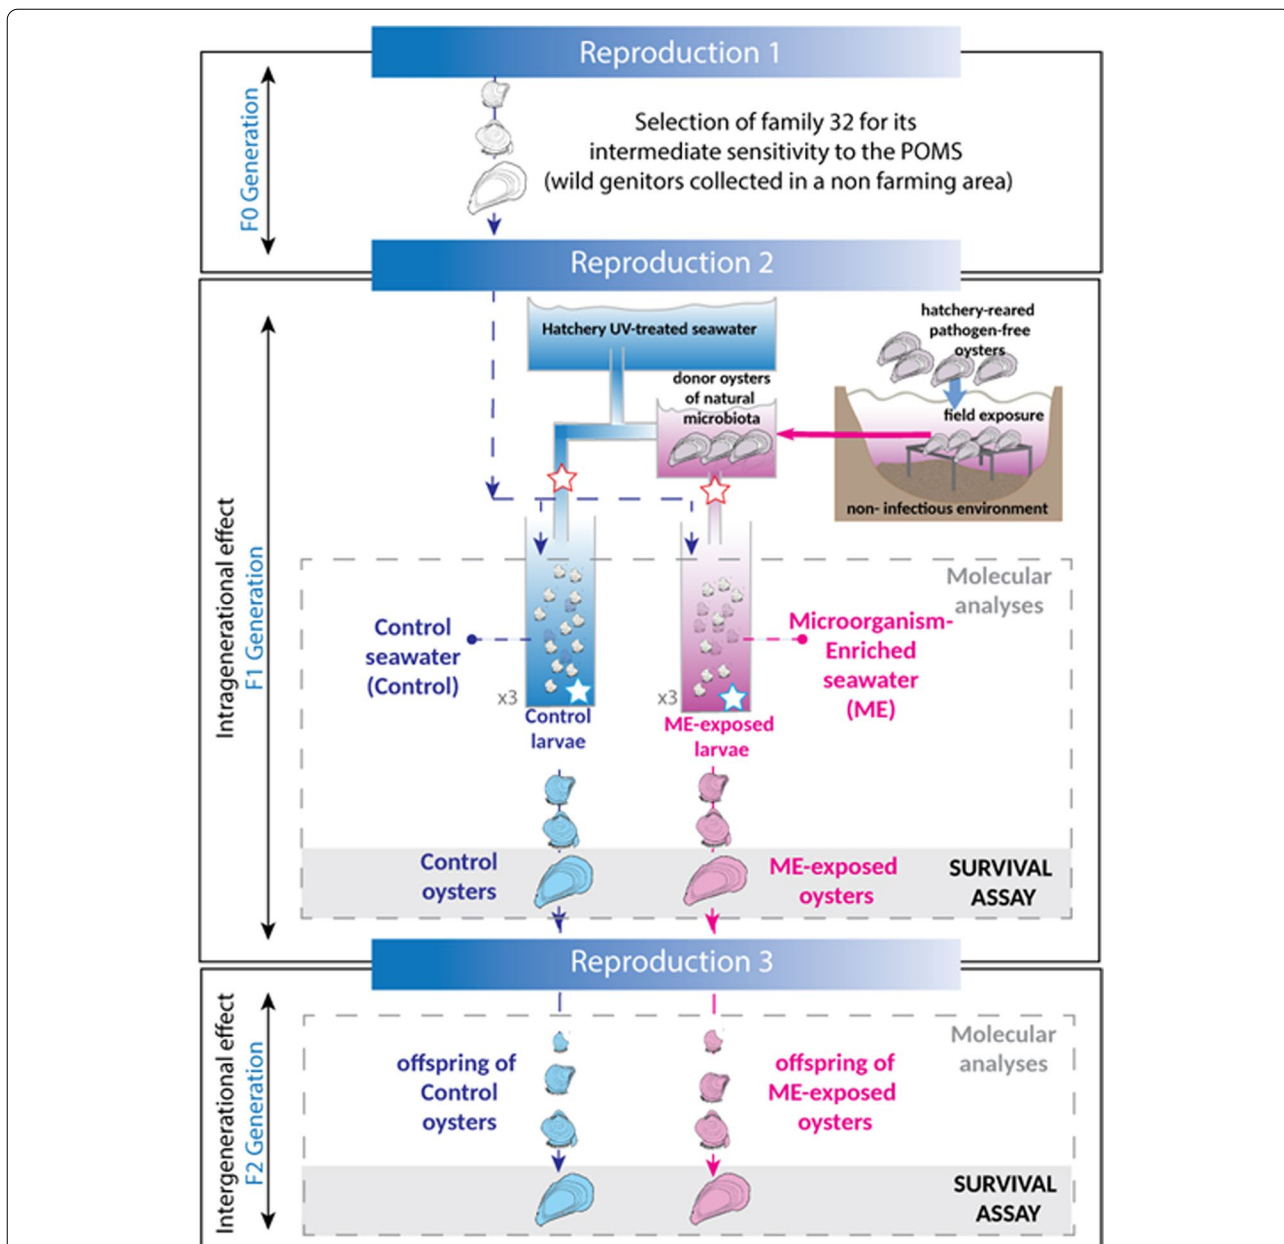 Reproduction 1
F0 Generation
Selection of family 32 for its
intermediate sensitivity to the POMS
(wild genitors collected in a non farming area)
Reproduction 2
Intragenerational effect
F1 Generation
Hatchery UV-treated seawater
hatchery-reared
pathogen-free
oysters
donor oysters
of natural
microbiota
field exposure
non- infectious environment
Molecular
analyses
Control
seawater
(Control)
Microorganism-
Enriched
seawater
(ME)
x3
x3
Control
larvae
ME-exposed
larvae
Control
oysters
ME-exposed
oysters
SURVIVAL
ASSAY
Reproduction 3
Intergenerational effect
F2 Generation
Molecular
analyses
offspring of
Control
oysters
offspring of
ME-exposed
oysters
SURVIVAL
ASSAY